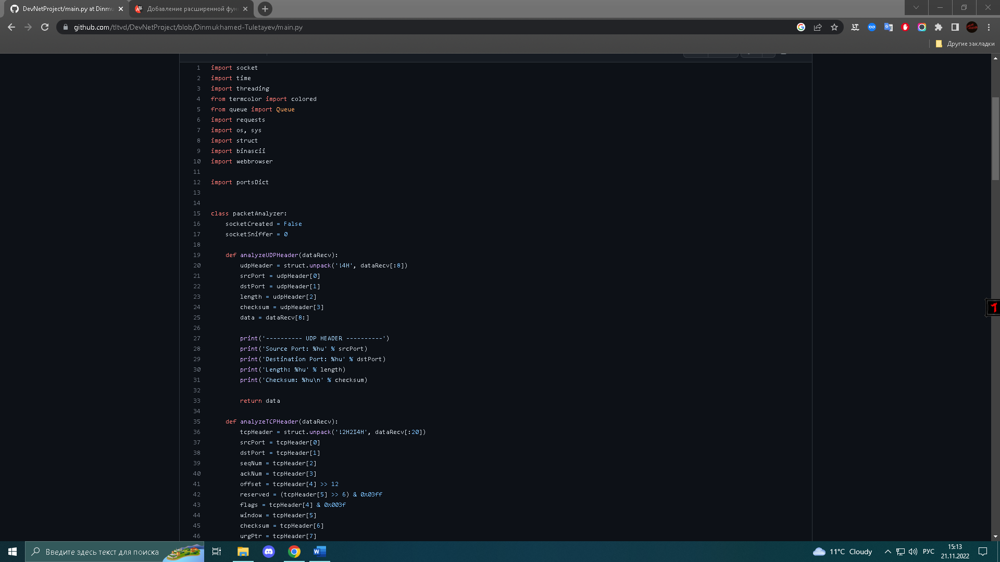 DevNetProject/main.py at Dinmu
Добавление расширенной фун
github.com/tltvd/DevNetProject/blob/Dinmukhamed-Tuletayev/main.py
Другие закладки
1 import socket
2 import time
3 import threading
4 from termcolor import colored
5 from queue import Queue
6 import requests
7 import os, sys
8 import struct
9 import binascii
10 import webbrowser
11
12 import portsDict
13
14
15 class packetAnalyzer:
16 socketCreated = False
17 socketSniffer = 0
18
19 def analyzeUDPHeader(dataRecv):
20 udpHeader = struct.unpack('!4H', dataRecv[:8])
21 srcPort = udpHeader[0]
22 dstPort = udpHeader[1]
23 length = udpHeader[2]
24 checksum = udpHeader[3]
25 data = dataRecv[8:]
26
27 print('---------- UDP HEADER ----------')
28 print('Source Port: %hu' % srcPort)
29 print('Destination Port: %hu' % dstPort)
30 print('Length: %hu' % length)
31 print('Checksum: %hu\n' % checksum)
32
33 return data
34
35 def analyzeTCPHeader(dataRecv):
36 tcpHeader = struct.unpack('!2H2I4H', dataRecv[:20])
37 srcPort = tcpHeader[0]
38 dstPort = tcpHeader[1]
39 seqNum = tcpHeader[2]
40 ackNum = tcpHeader[3]
41 offset = tcpHeader[4] >> 12
42 reserved = (tcpHeader[5] >> 6) & 0x03ff
43 flags = tcpHeader[4] & 0x003f
44 window = tcpHeader[5]
45 checksum = tcpHeader[6]
46 urgPtr = tcpHeader[7]
Введите здесь текст для поиска
11°C Cloudy
РУС
15:13
21.11.2022